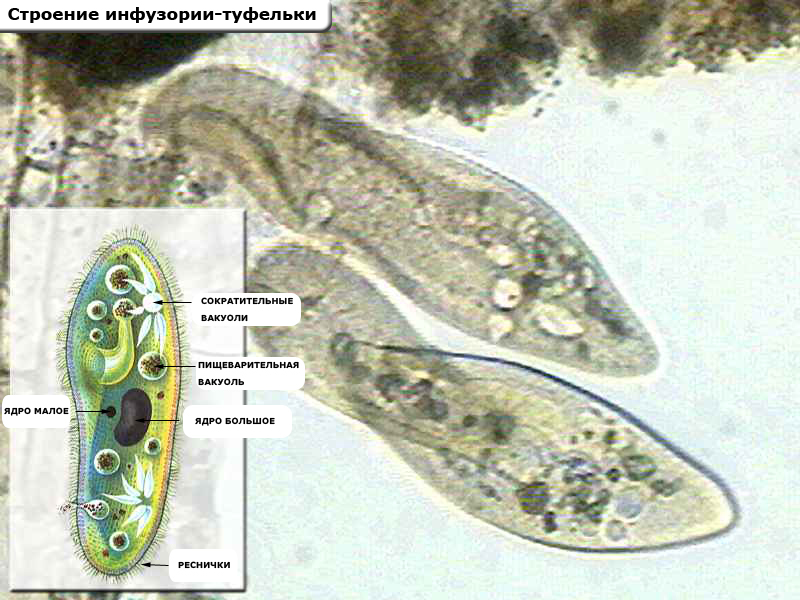 Строение инфузории-туфельки
СОКРАТИТЕЛЬНЫЕ
ВАКУОЛИ
ПИЩЕВАРИТЕЛЬНАЯ
ВАКУОЛЬ
ЯДРО МАЛОЕ
ЯДРО БОЛЬШОЕ
РЕСНИЧКИ